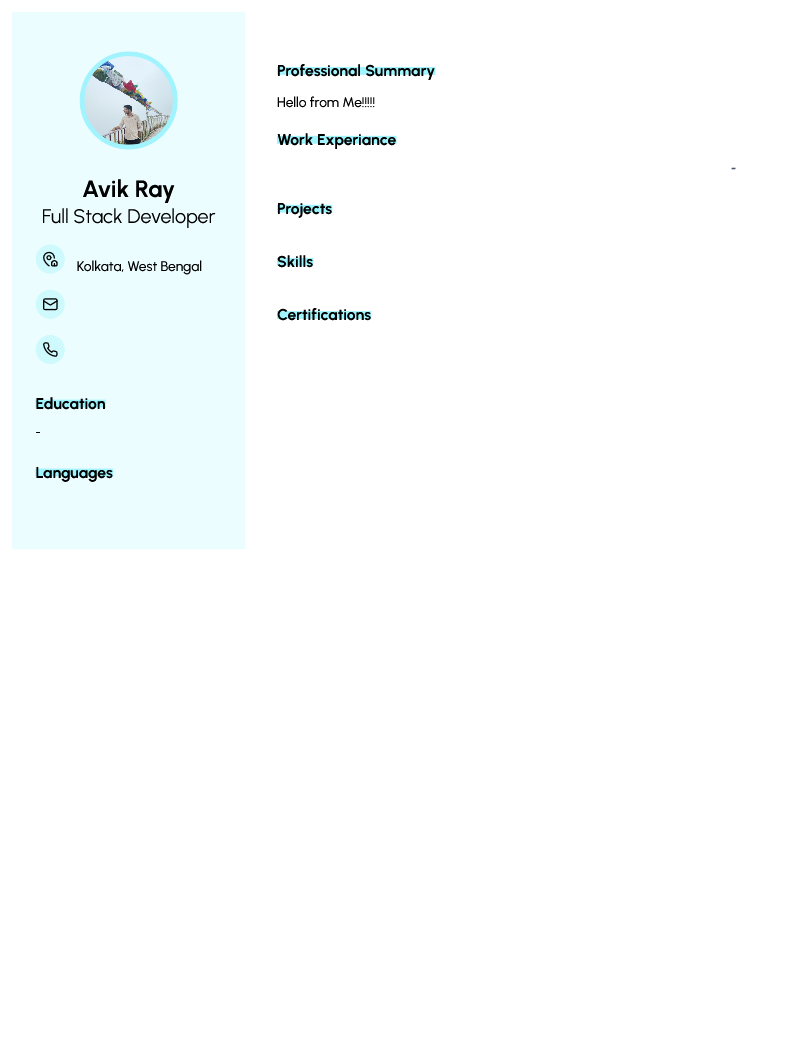 Avik Ray
Full Stack Developer
Kolkata, West Bengal
Education
-
Languages
Professional Summary
Hello from Me!!!!!
Work Experiance
-
Projects
Skills
Certifications